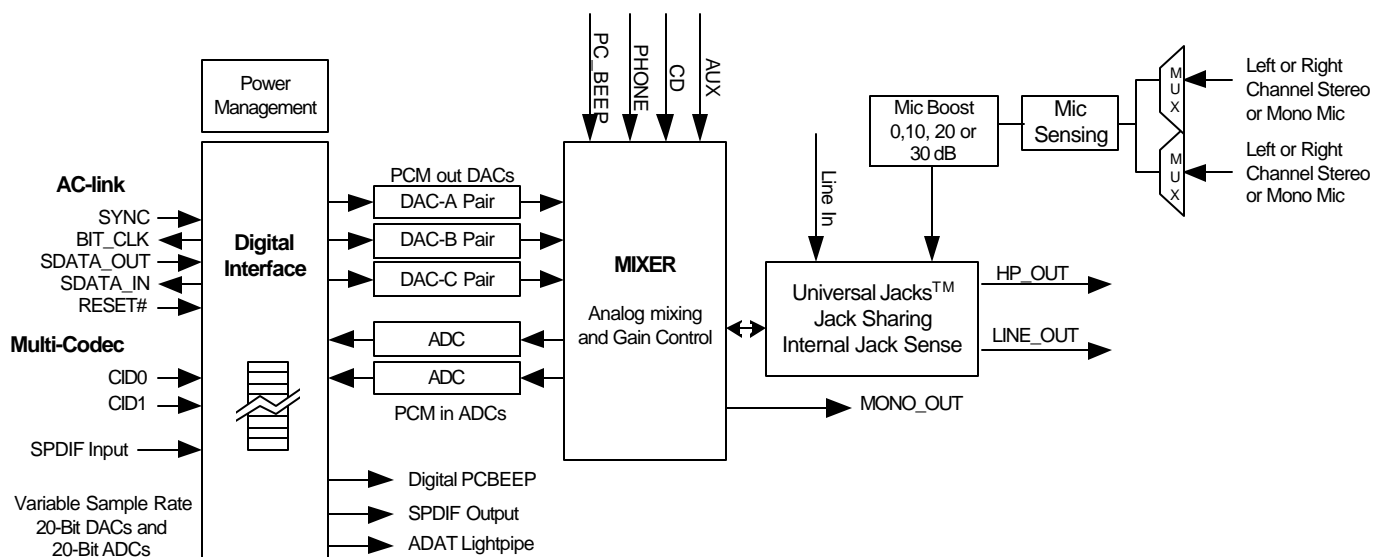 PC_BEEP
PHONE
CD
AUX
Power
Management
AC-link
SYNC
BIT_CLK
SDATA_OUT
SDATA_IN
RESET#
Multi-Codec
CID0
CID1
SPDIF Input
Variable Sample Rate
20-Bit DACs and
20-Bit ADCs
Digital
Interface
PCM out DACs
DAC-A Pair
DAC-B Pair
DAC-C Pair
ADC
ADC
PCM in ADCs
Digital PCBEEP
SPDIF Output
ADAT Lightpipe
MIXER
Analog mixing
and Gain Control
Line In
Mic Boost
0,10, 20 or
30 dB
Mic
Sensing
MUX
MUX
Left or Right
Channel Stereo
or Mono Mic
Left or Right
Channel Stereo
or Mono Mic
Universal Jacks™
Jack Sharing
Internal Jack Sense
HP_OUT
LINE_OUT
MONO_OUT